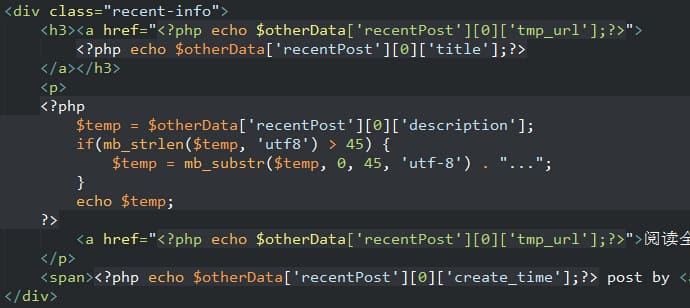 <div class="recent-info">
<h3><a href="<?php echo $otherData['recentPost'][0]['tmp_url'];?>">
<?php echo $otherData['recentPost'][0]['title'];?>
</a></h3>
<p>
<?php
$temp = $otherData['recentPost'][0]['description'];
if(mb_strlen($temp, 'utf8') > 45) {
$temp = mb_substr($temp, 0, 45, 'utf-8') . "...";
}
echo $temp;
?>
<a href="<?php echo $otherData['recentPost'][0]['tmp_url'];?>">阅读
</p>
<span><?php echo $otherData['recentPost'][0]['create_time'];?> post by <
</div>